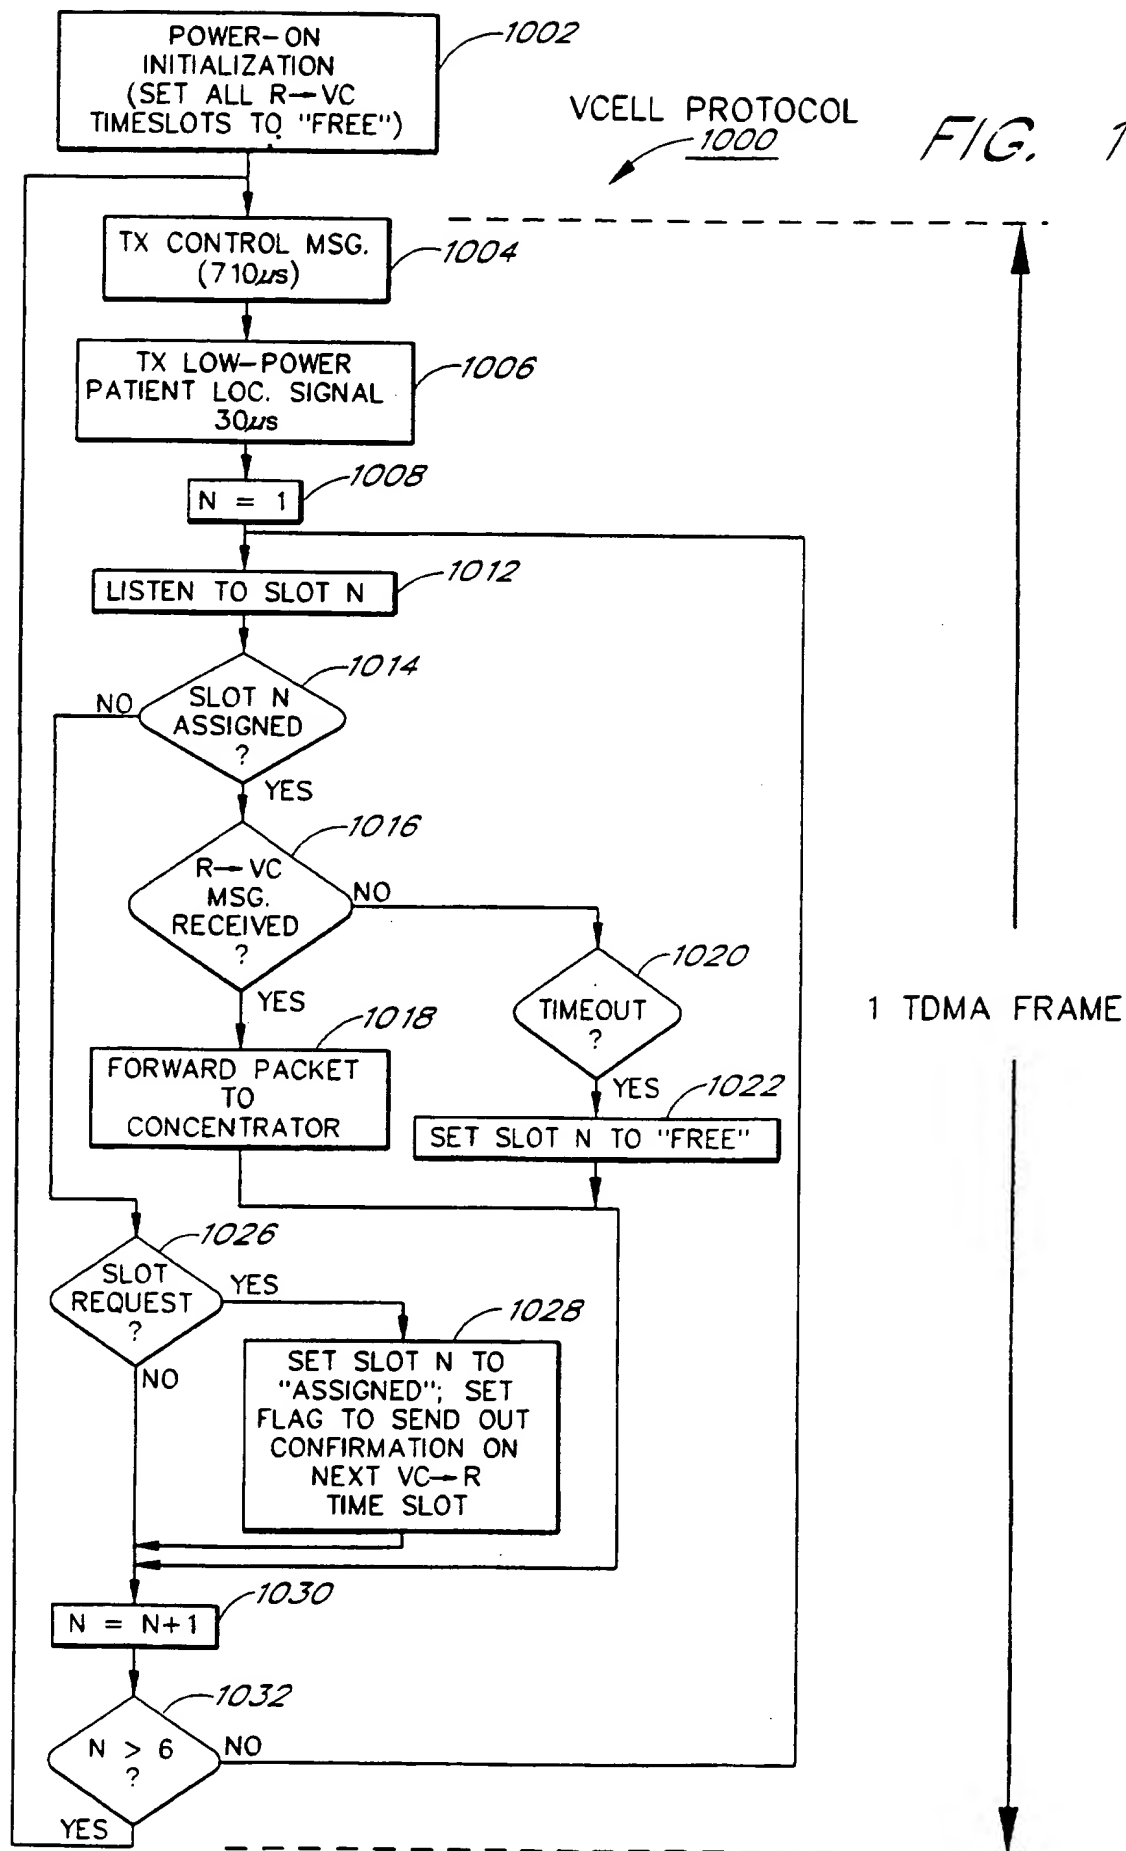 POWER-ON
INITIALIZATION
(SET ALL R→VC
TIMESLOTS TO "FREE")
1002
VCELL PROTOCOL
1000
FIG. 1
TX CONTROL MSG.
(710µs)
1004
TX LOW-POWER
PATIENT LOC. SIGNAL
30µs
1006
N = 1
1008
LISTEN TO SLOT N
1012
SLOT N
ASSIGNED
?
1014
NO
YES
R→VC
MSG.
RECEIVED
?
1016
NO
YES
TIMEOUT
?
1020
YES
1 TDMA FRAME
FORWARD PACKET
TO
CONCENTRATOR
1018
SET SLOT N TO "FREE"
1022
SLOT
REQUEST
?
1026
YES
NO
SET SLOT N TO
"ASSIGNED"; SET
FLAG TO SEND OUT
CONFIRMATION ON
NEXT VC→R
TIME SLOT
1028
N = N+1
1030
N > 6
?
1032
NO
YES